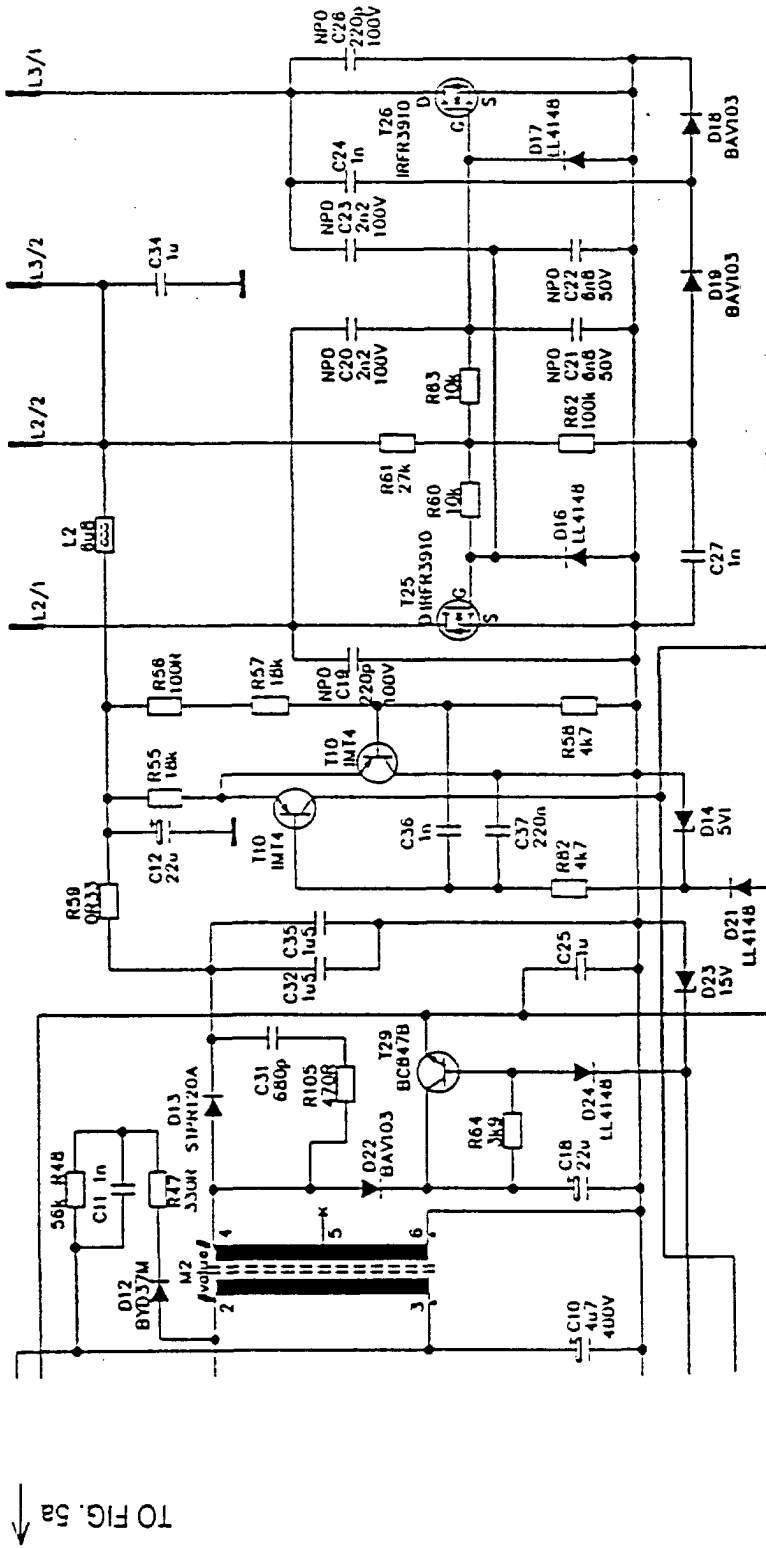 L3/1
L3/2
L2/2
L2/1
NPO
C26
220p
100V
T26
IRFR3910
D
G
S
D17
LL4148
D18
BAV103
C24
1n
NPO
C23
2n2
100V
NPO
C22
6n8
50V
D19
BAV103
C34
1u
NPO
C20
2n2
100V
NPO
C21
6n8
50V
R63
10k
R62
100k
R61
27k
R60
10k
D16
LL4148
C27
1n
L2
6u8
T25
D IRFR3910
G
S
NPO
C19
220p
100V
R56
100R
R57
18k
R58
4k7
T10
IMT4
R55
18k
T10
IMT4
C36
1n
C37
220n
R82
4k7
D14
5V1
D21
LL4148
C12
22u
R59
0R33
C35
1u5
C32
1u5
C25
1u
D23
15V
C31
680p
R105
470R
D13
S1PR120A
T29
BC847B
R64
3k9
D24
LL4148
D22
BAV103
C18
22u
R48
56k
C11 1n
R47
330R
D12
BYD37M
M2
#value#
2
3
4
5
6
C10
4u7
400V
TO FIG. 5a